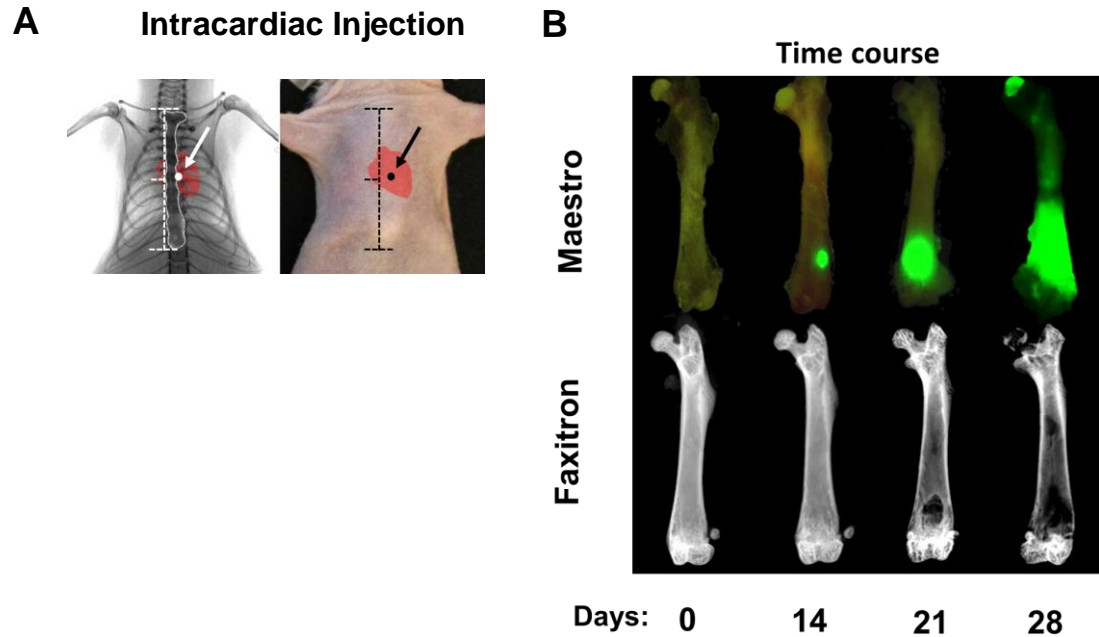 A
Intracardiac Injection
B
Time course
Maestro
Faxitron
Days: 0 14 21 28